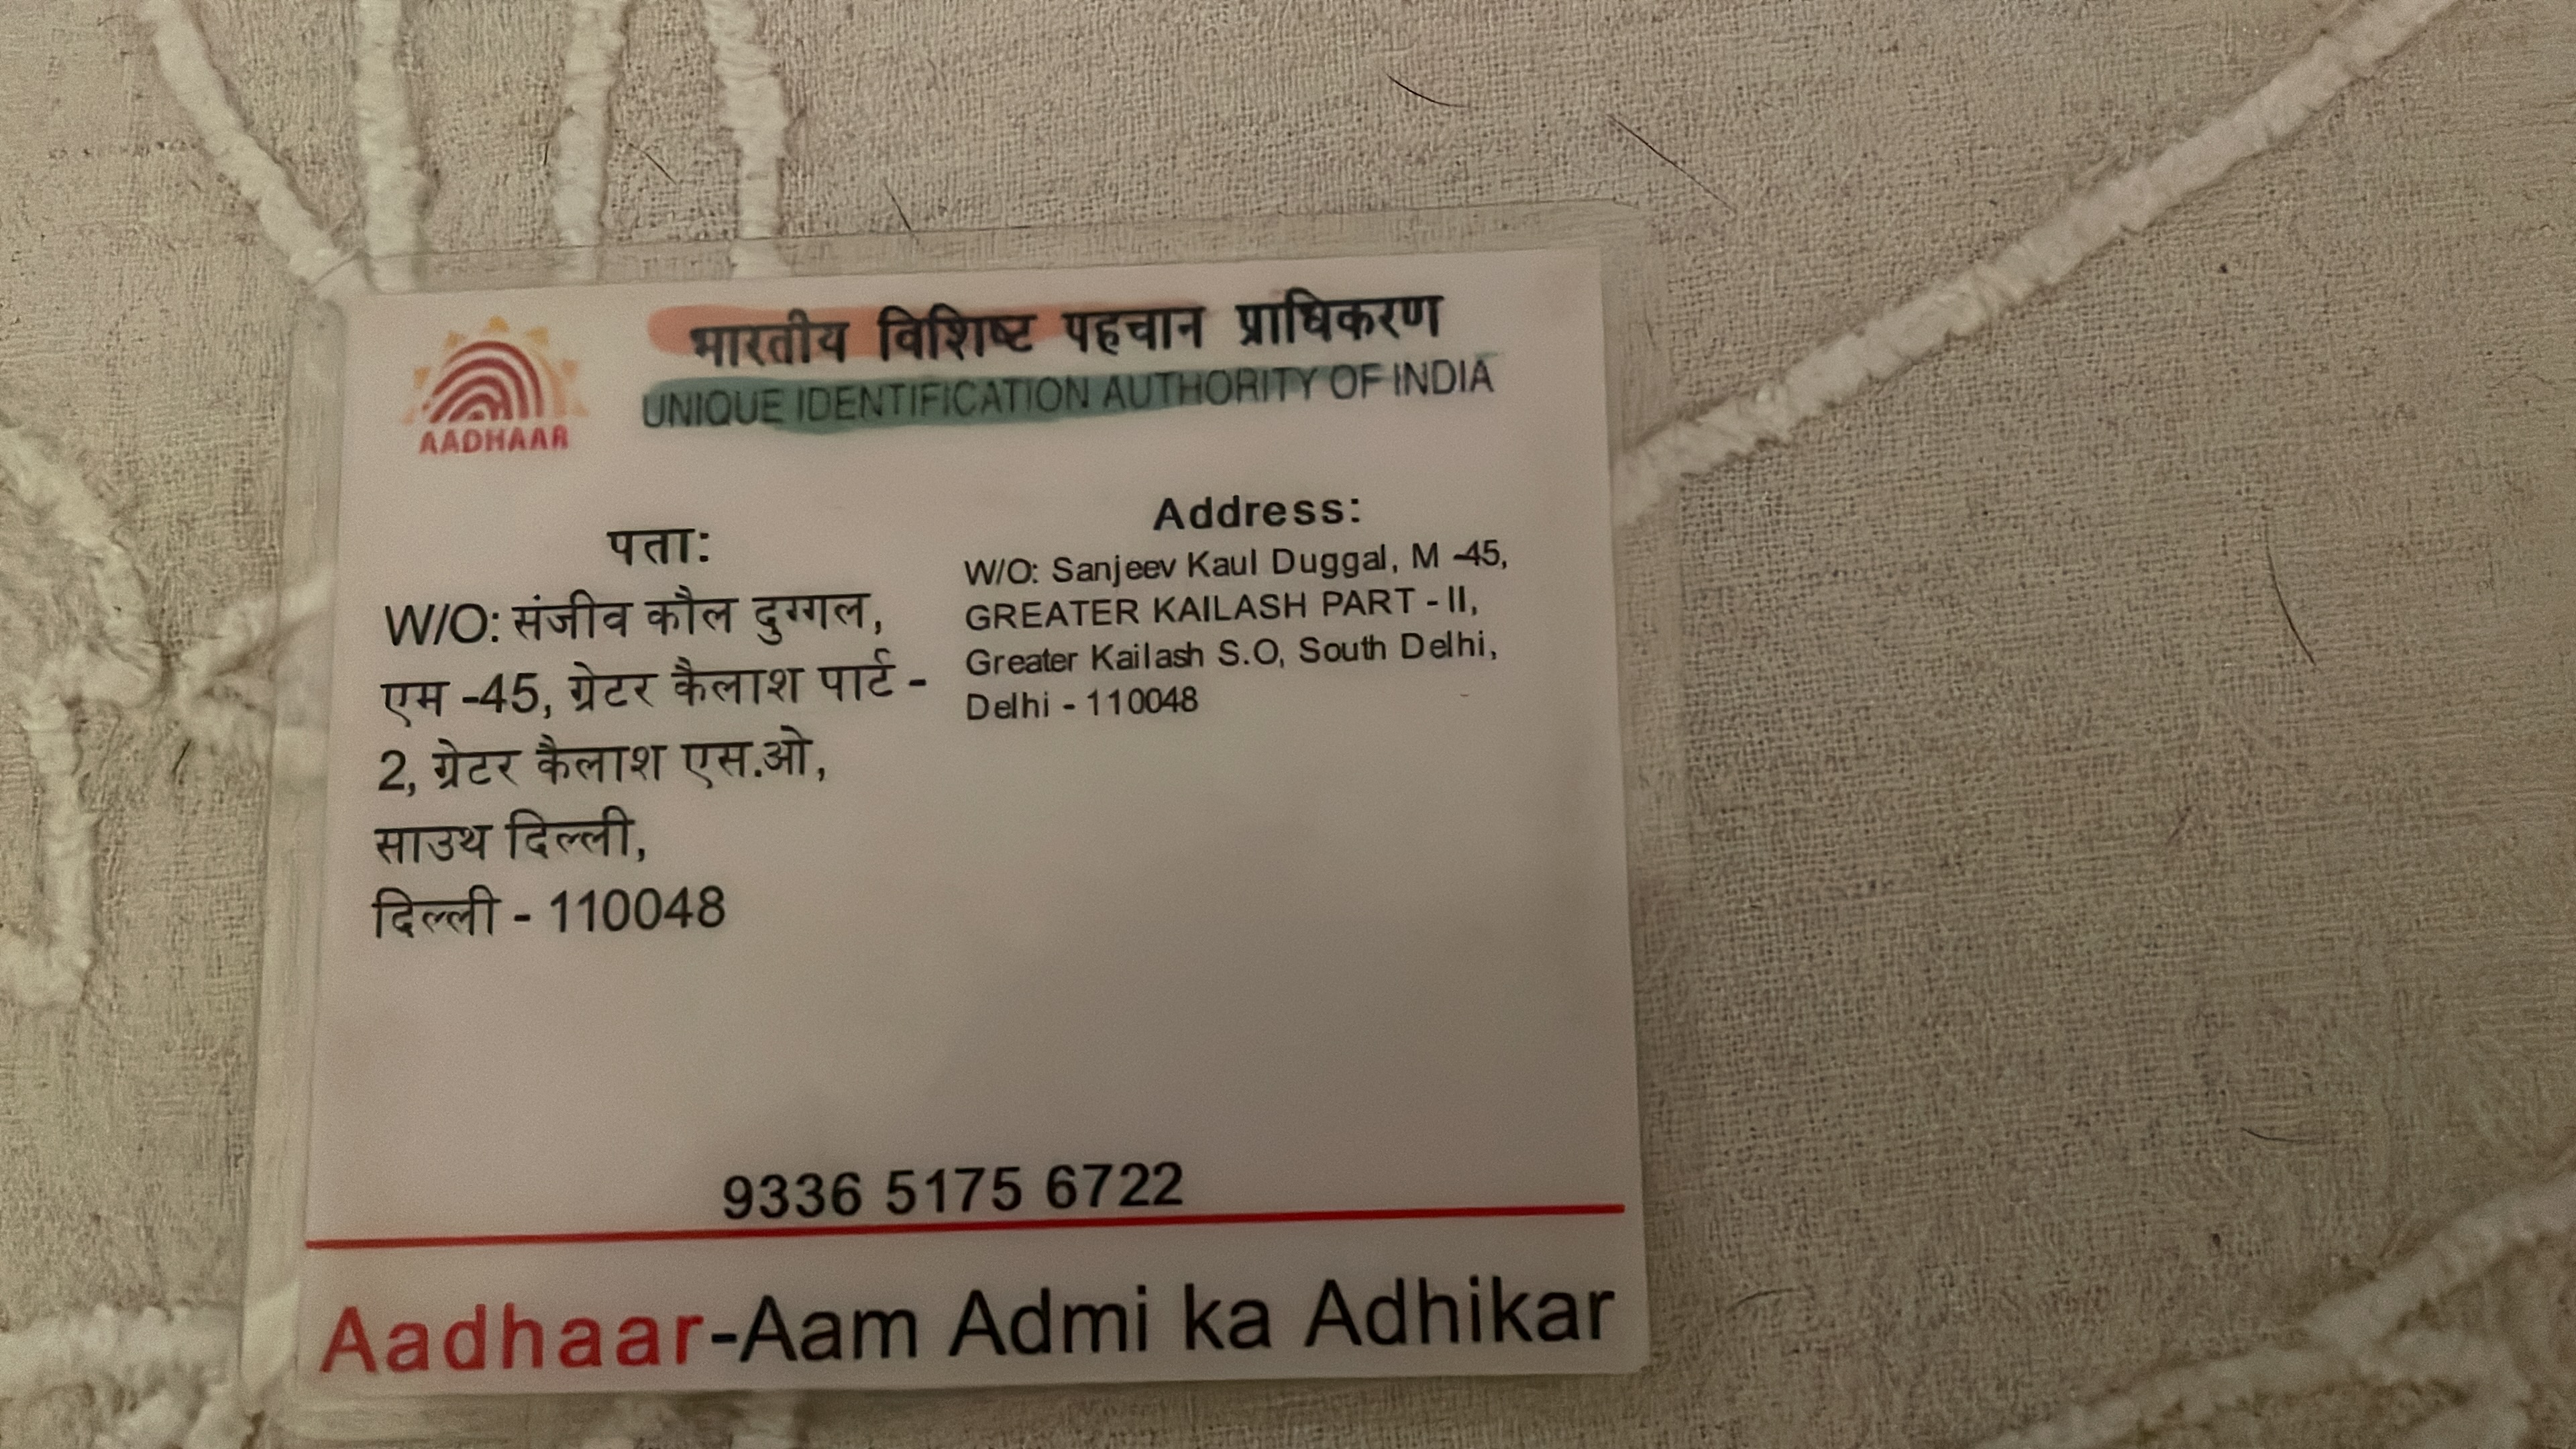 भारतीय विशिष्ट पहचान प्राधिकरण
UNIQUE IDENTIFICATION AUTHORITY OF INDIA
AADHAAR
पता:
W/O: संजीव कौल दुग्गल,
एम -45, ग्रेटर कैलाश पार्ट -
2, ग्रेटर कैलाश एस.ओ,
साउथ दिल्ली,
दिल्ली - 110048
Address:
W/O: Sanjeev Kaul Duggal, M -45,
GREATER KAILASH PART - II,
Greater Kailash S.O, South Delhi,
Delhi - 110048
9336 5175 6722
Aadhaar-Aam Admi ka Adhikar